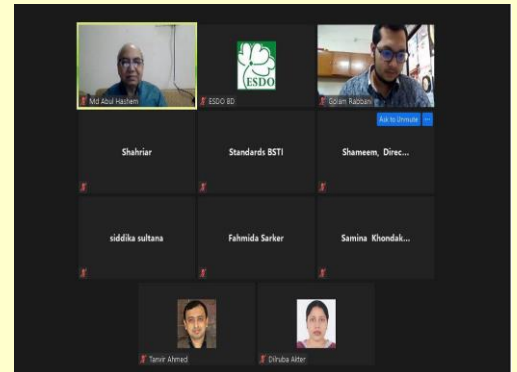 Md Abul Hashem
ESDO
ESDO BD
Golam Rabbani
Ask to Unmute ...
Shahriar
Standards BSTI
Shameem, Direc...
siddika sultana
Fahmida Sarker
Samina Khondak...
Tanvir Ahmed
Dilruba Akter